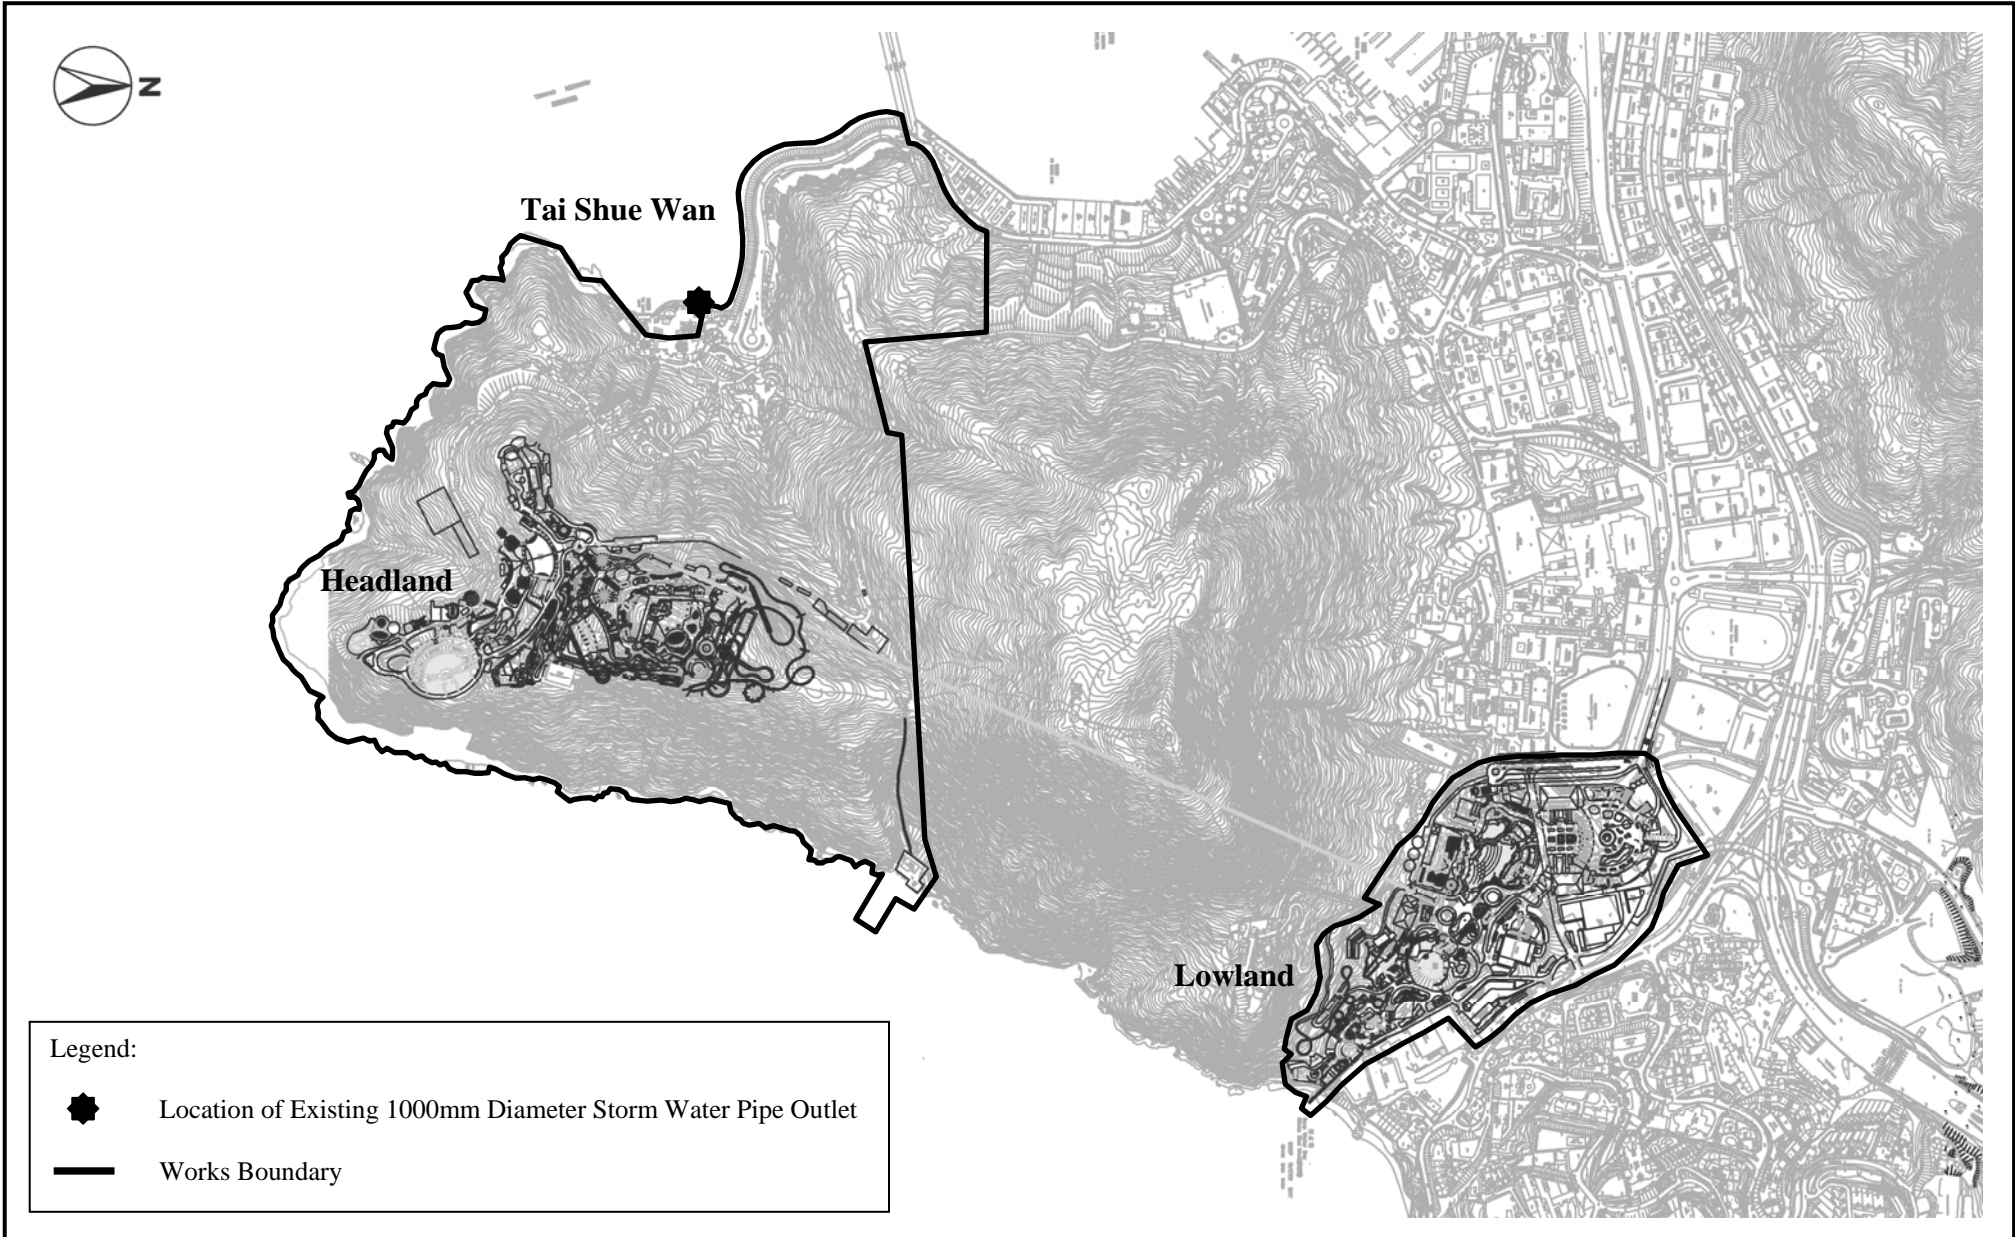 N
Tai Shue Wan
Headland
Lowland
Legend:
Location of Existing 1000mm Diameter Storm Water Pipe Outlet
Works Boundary